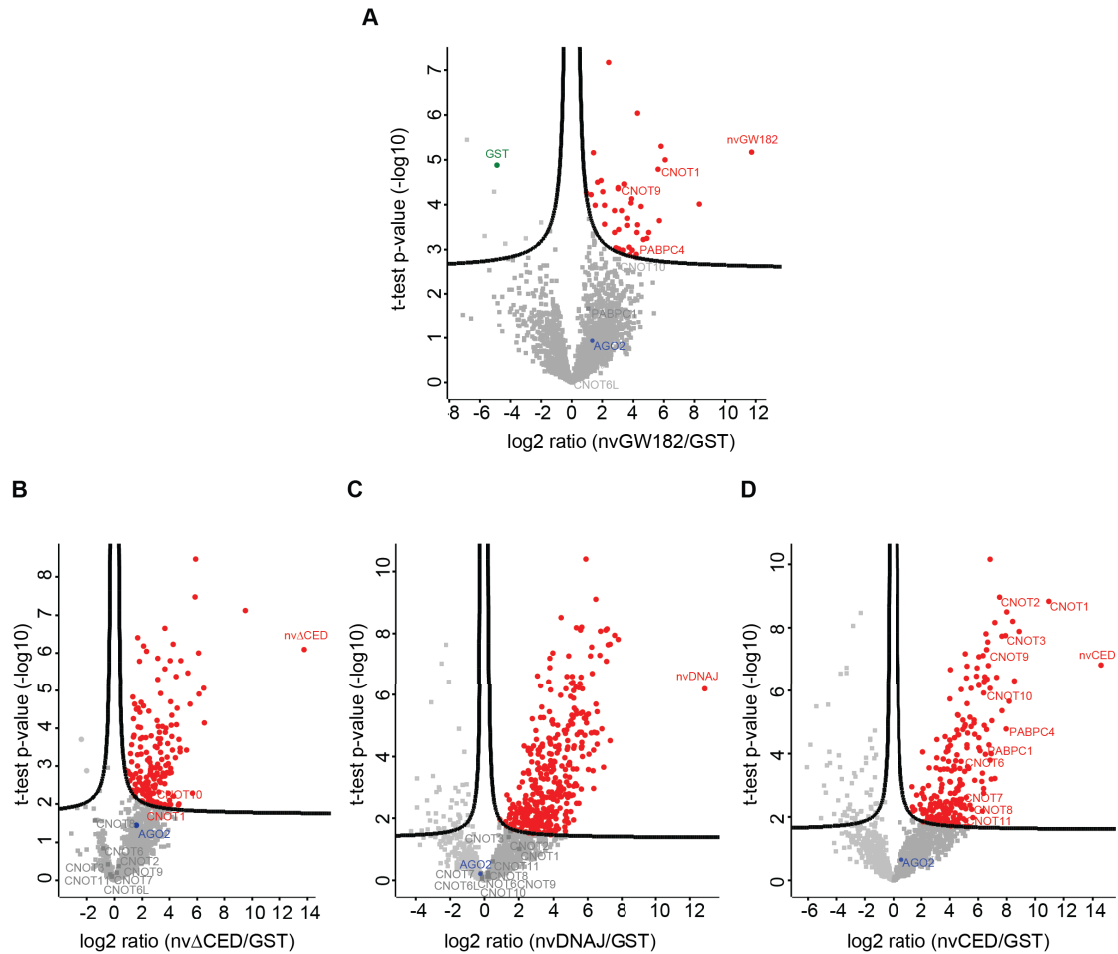 A
7
6
5
4
3
2
1
0
t-test p-value (-log10)
GST
nvGW182
CNOT1
CNOT9
PABPC4
CNOT10
PABPC1
AGO2
CNOT6L
-8 -6 -4 -2 0 2 4 6 8 10 12
log2 ratio (nvGW182/GST)
B
8
7
6
5
4
3
2
1
0
t-test p-value (-log10)
nvΔCED
CNOT10
CNOT1
AGO2
CNOT6
CNOT2
CNOT9
CNOT7
CNOT11
CNOT6L
-2 0 2 4 6 8 10 12 14
log2 ratio (nvΔCED/GST)
C
10
8
6
4
2
0
t-test p-value (-log10)
nvDNAJ
CNOT3
CNOT2
CNOT1
AGO2
CNOT11
CNOT7
CNOT8
CNOT6L
CNOT6
CNOT9
CNOT10
-4 -2 0 2 4 6 8 10 12
log2 ratio (nvDNAJ/GST)
D
10
8
6
4
2
0
t-test p-value (-log10)
CNOT2
CNOT1
CNOT3
CNOT9
nvCED
CNOT10
PABPC4
PABPC1
CNOT6
CNOT7
CNOT8
CNOT11
AGO2
-6 -4 -2 0 2 4 6 8 10 12 14
log2 ratio (nvCED/GST)